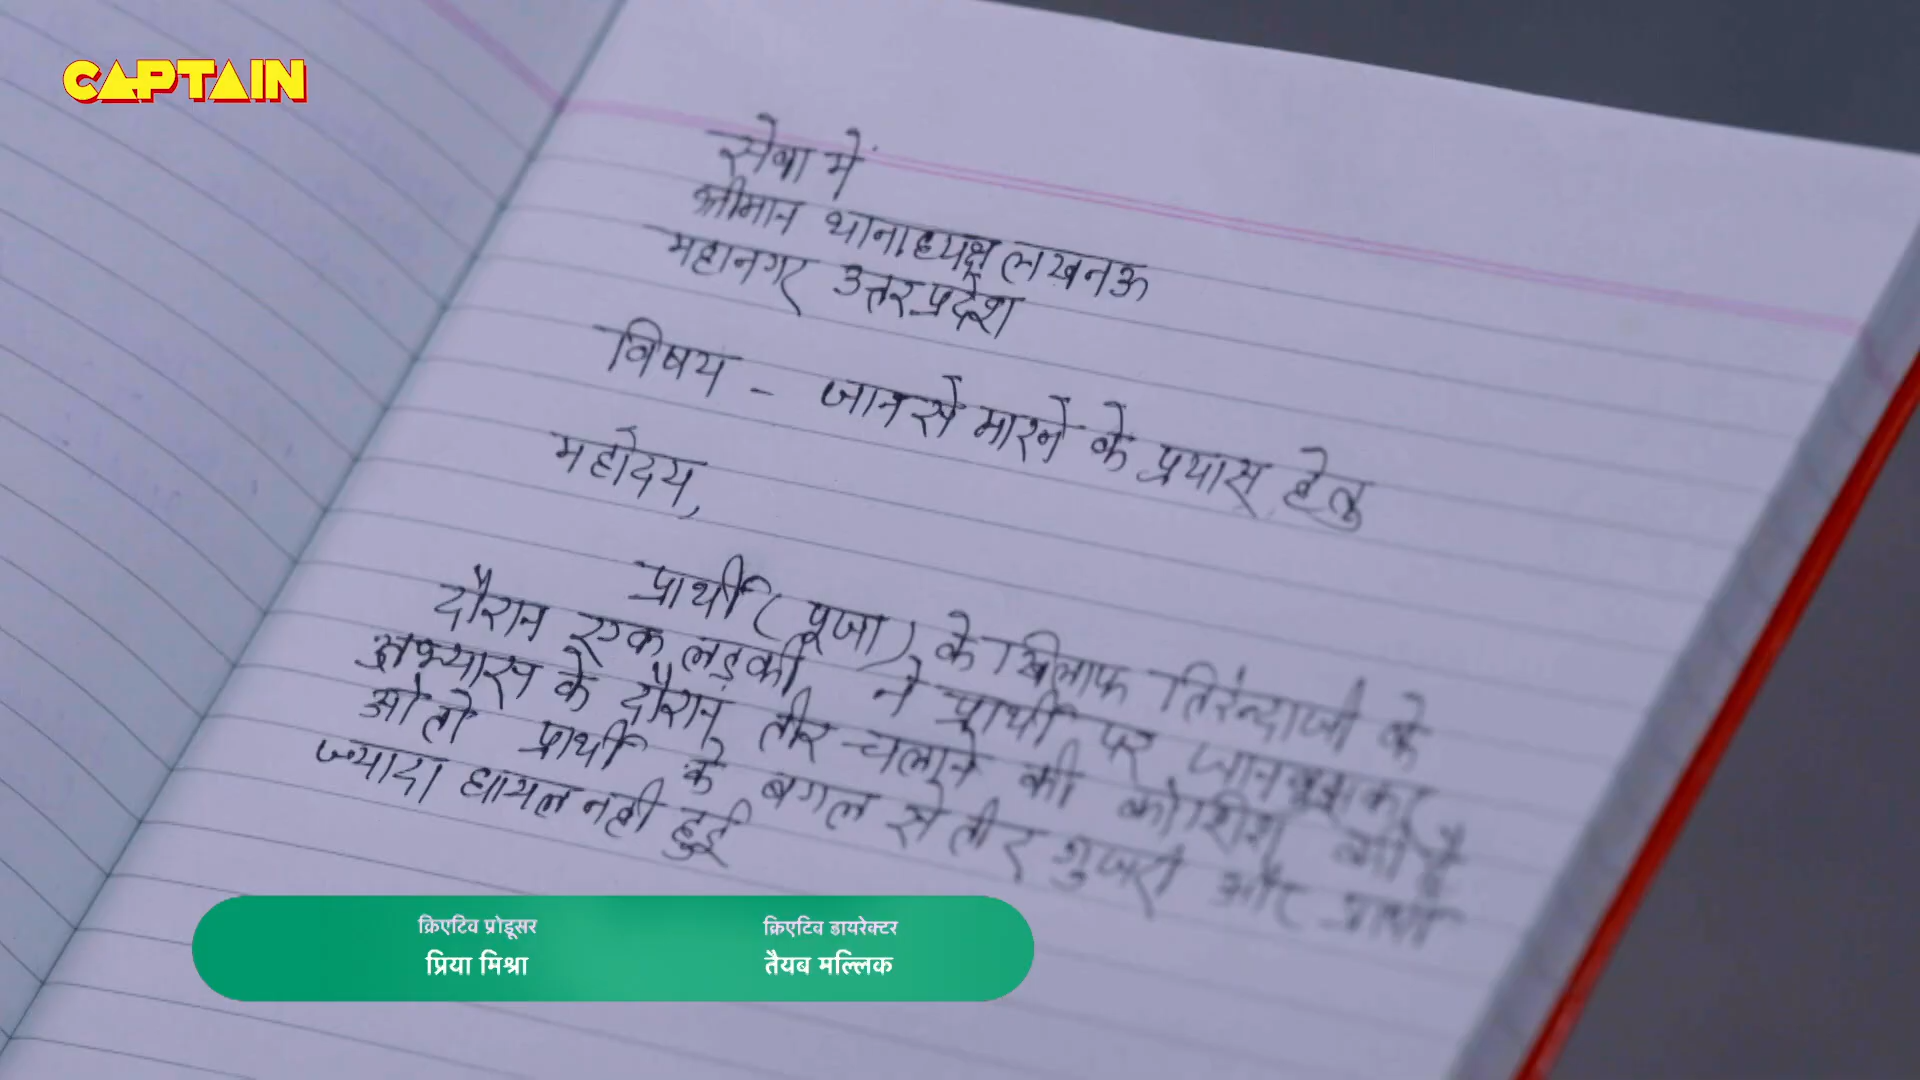 CAPTAIN
सेवा में
श्रीमान थानाध्यक्ष लखनऊ
महानगर उत्तर प्रदेश
विषय - जान से मारने के प्रयास हेतु
महोदय,
प्रार्थी (पूजा) के खिलाफ तिरन्दाजी के
दौरान एक लड़की ने प्रार्थी पर जानबूझकर
अभ्यास के दौरान तीर चलाने की कोशिश की है
ओ तो प्रार्थी के बगल से तीर गुजरी और प्रार्थी
ज्यादा घायल नही हुई
क्रिएटिव प्रोडूसर
प्रिया मिश्रा
क्रिएटिव डायरेक्टर
तैयब मल्लिक